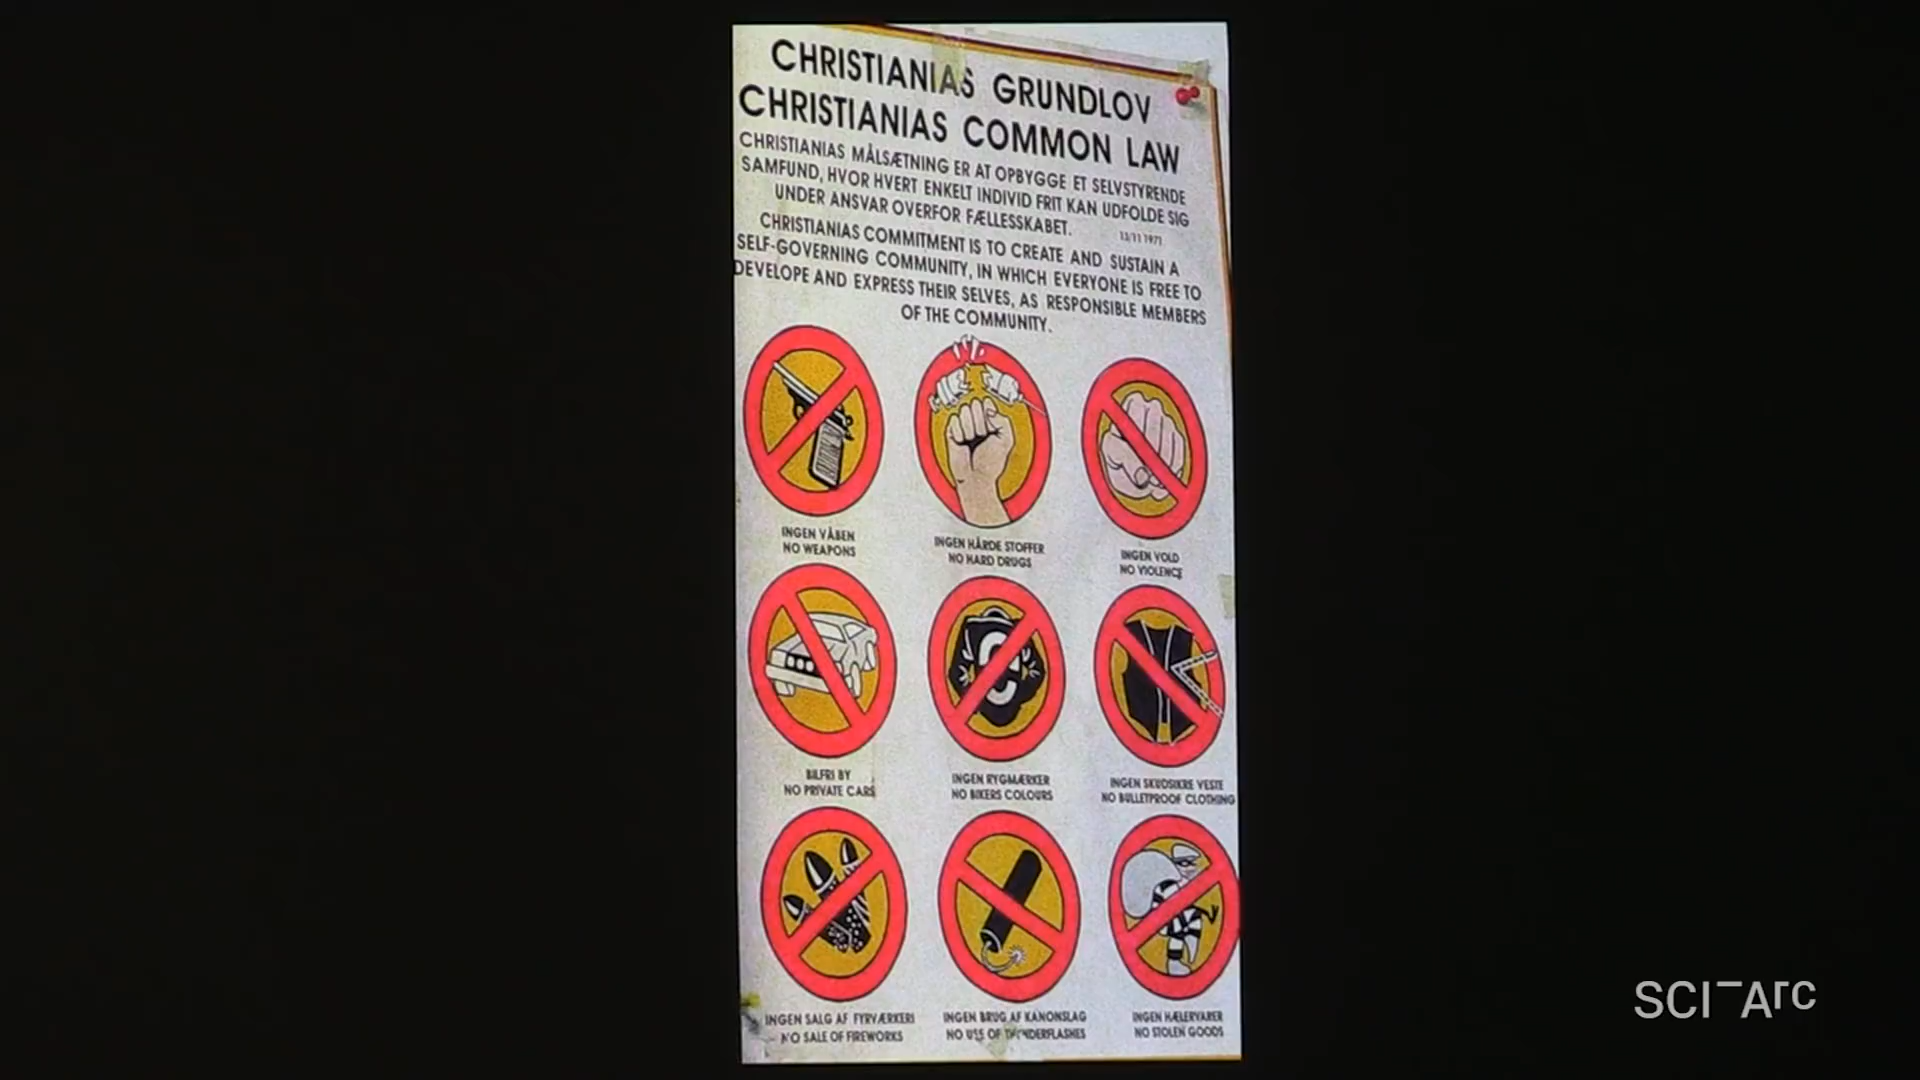 CHRISTIANIAS GRUNDLOV
CHRISTIANIAS COMMON LAW
CHRISTIANIAS MÅLSÆTNING ER AT OPBYGGE ET SELVSTYRENDE
SAMFUND, HVOR HVERT ENKELT INDIVID FRIT KAN UDFOLDE SIG
UNDER ANSVAR OVERFOR FÆLLESSKABET.
13/11 1971
CHRISTIANIAS COMMITMENT IS TO CREATE AND SUSTAIN A
SELF-GOVERNING COMMUNITY, IN WHICH EVERYONE IS FREE TO
DEVELOPE AND EXPRESS THEIR SELVES, AS RESPONSIBLE MEMBERS
OF THE COMMUNITY.
INGEN VÅBEN
NO WEAPONS
INGEN HÅRDE STOFFER
NO HARD DRUGS
INGEN VOLD
NO VIOLENCE
BILFRI BY
NO PRIVATE CARS
INGEN RYGMÆRKER
NO BIKERS COLOURS
INGEN SKUDSIKRE VESTE
NO BULLETPROOF CLOTHING
INGEN SALG AF FYRVÆRKERI
NO SALE OF FIREWORKS
INGEN BRUG AF KANONSLAG
NO USE OF THUNDERFLASHES
INGEN HÆLERVARER
NO STOLEN GOODS
SCI-Arc